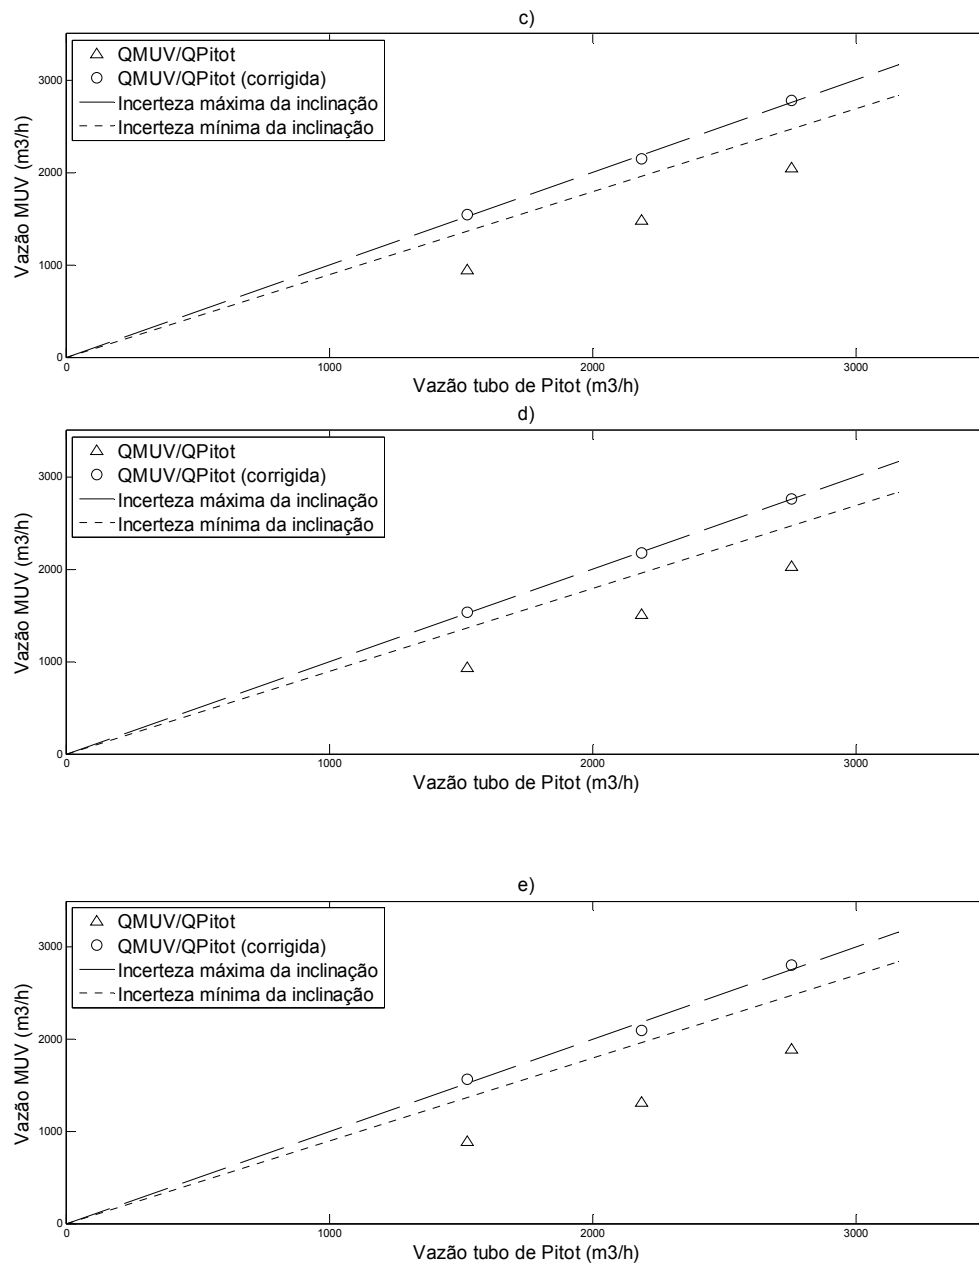 c)
QMUV/QPitot
QMUV/QPitot (corrigida)
Incerteza máxima da inclinação
Incerteza mínima da inclinação
3000
2000
1000
0
Vazão MUV (m3/h)
0 1000 2000 3000
Vazão tubo de Pitot (m3/h)
d)
QMUV/QPitot
QMUV/QPitot (corrigida)
Incerteza máxima da inclinação
Incerteza mínima da inclinação
3000
2000
1000
0
Vazão MUV (m3/h)
0 1000 2000 3000
Vazão tubo de Pitot (m3/h)
e)
QMUV/QPitot
QMUV/QPitot (corrigida)
Incerteza máxima da inclinação
Incerteza mínima da inclinação
3000
2000
1000
0
Vazão MUV (m3/h)
0 1000 2000 3000
Vazão tubo de Pitot (m3/h)